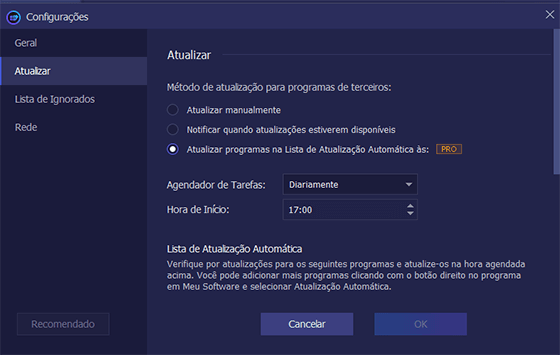 Configurações
Geral
Atualizar
Lista de Ignorados
Rede
Recomendado
Atualizar
Método de atualização para programas de terceiros:
Atualizar manualmente
Notificar quando atualizações estiverem disponíveis
Atualizar programas na Lista de Atualização Automática às: PRO
Agendador de Tarefas: Diariamente
Hora de Início: 17:00
Lista de Atualização Automática
Verifique por atualizações para os seguintes programas e atualize-os na hora agendada
acima. Você pode adicionar mais programas clicando com o botão direito no programa
em Meu Software e selecionar Atualização Automática.
Cancelar
OK